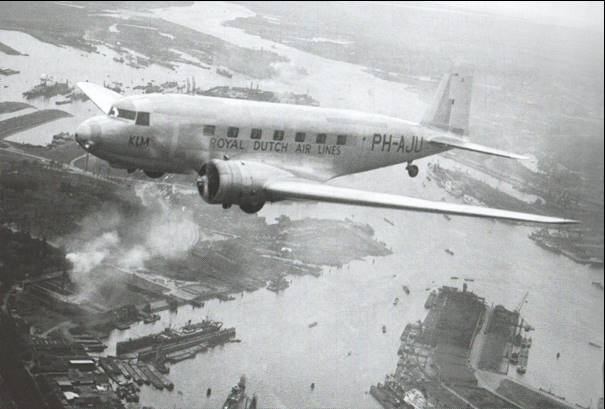 KLM
ROYAL DUTCH AIR LINES
PH-AJU